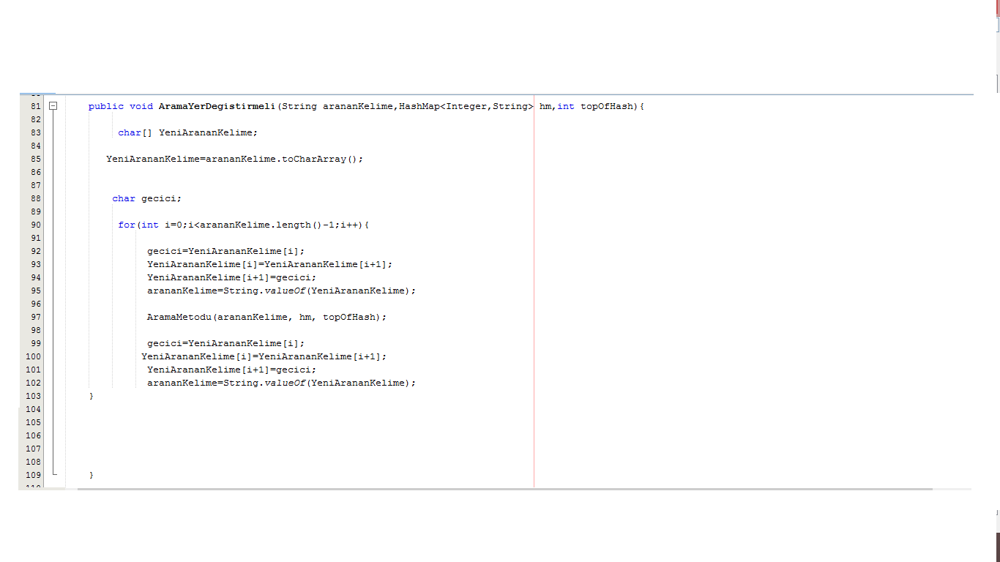 81 public void AramaYerDegistirmeli(String arananKelime,HashMap<Integer,String> hm,int topOfHash){
82
83 char[] YeniArananKelime;
84
85 YeniArananKelime=arananKelime.toCharArray();
86
87
88 char gecici;
89
90 for(int i=0;i<arananKelime.length()-1;i++){
91
92 gecici=YeniArananKelime[i];
93 YeniArananKelime[i]=YeniArananKelime[i+1];
94 YeniArananKelime[i+1]=gecici;
95 arananKelime=String.valueOf(YeniArananKelime);
96
97 AramaMetodu(arananKelime, hm, topOfHash);
98
99 gecici=YeniArananKelime[i];
100 YeniArananKelime[i]=YeniArananKelime[i+1];
101 YeniArananKelime[i+1]=gecici;
102 arananKelime=String.valueOf(YeniArananKelime);
103 }
104
105
106
107
108
109 }